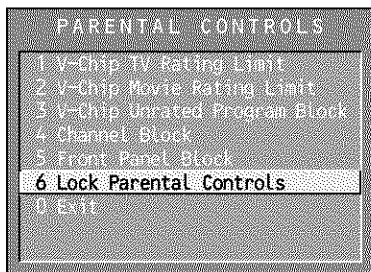 PARENTAL CONTROLS
1 V-Chip TV Rating Limit
2 V-Chip Movie Rating Limit
3 V-Chip Unrated Program Block
4 Channel Block
5 Front Panel Block
6 Lock Parental Controls
0 Exit